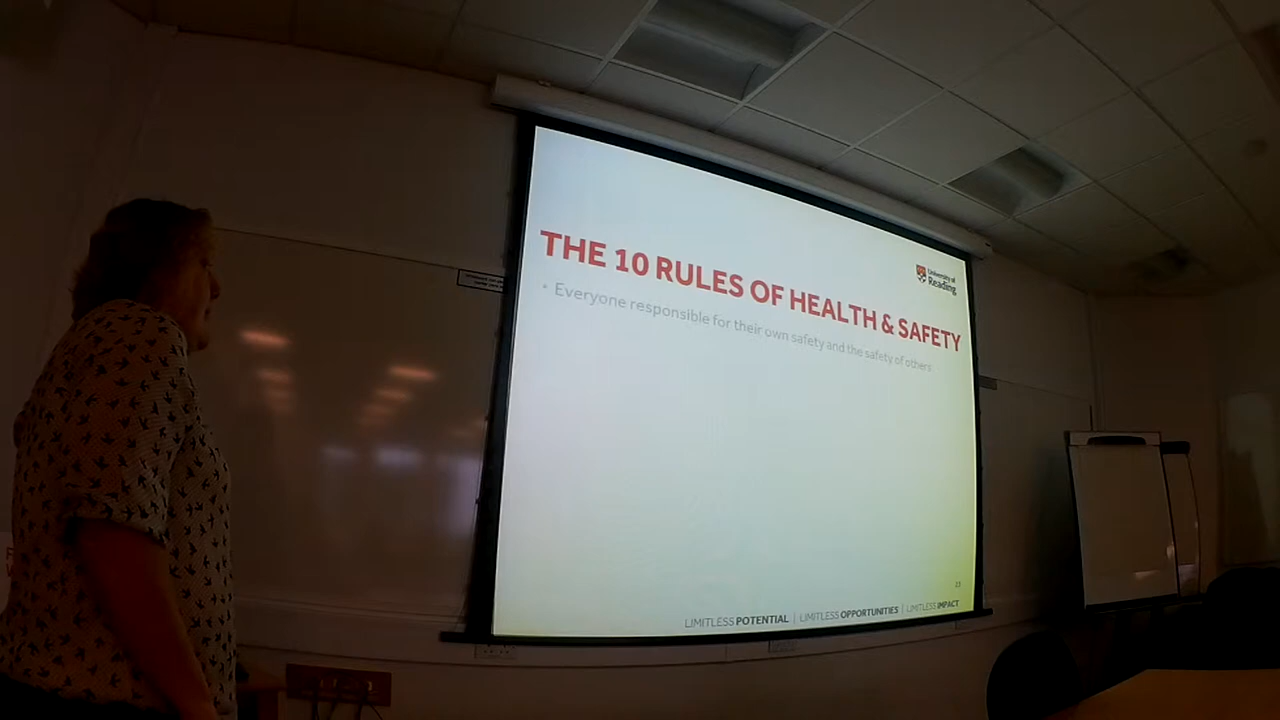 THE 10 RULES OF HEALTH & SAFETY
University of
Reading
• Everyone responsible for their own safety and the safety of others
LIMITLESS POTENTIAL | LIMITLESS OPPORTUNITIES | LIMITLESS IMPACT